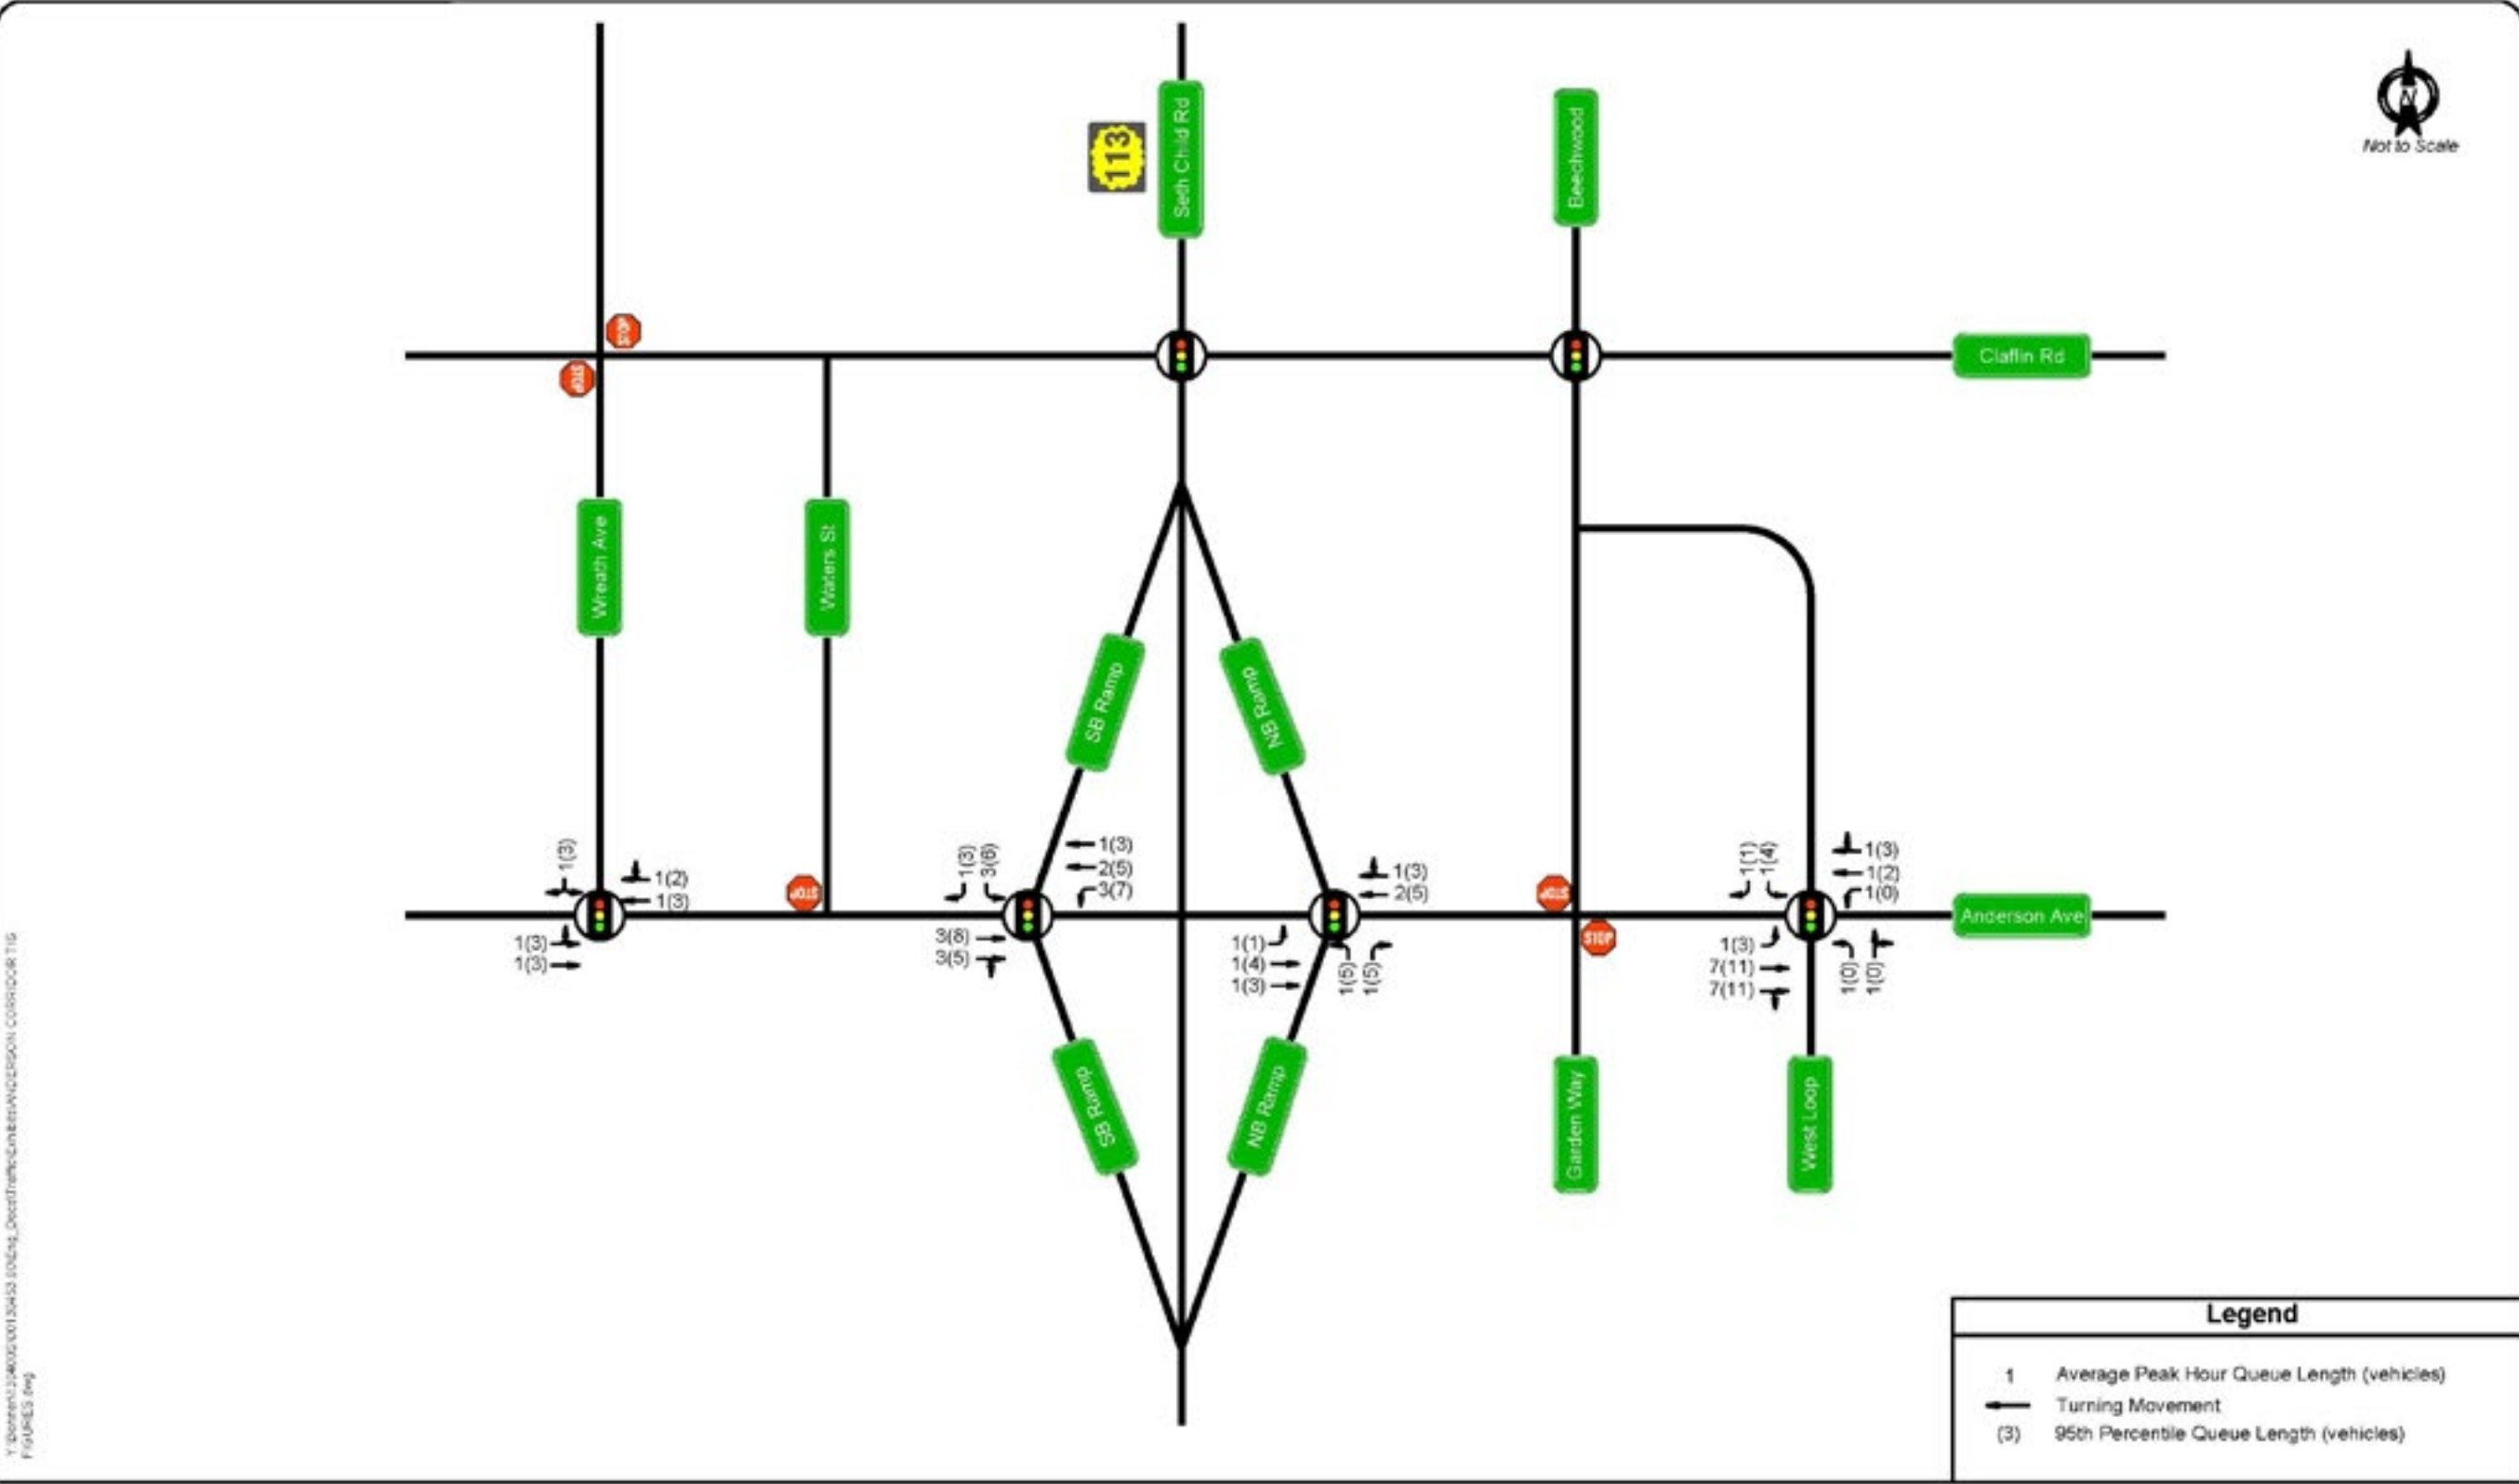 Not to Scale
113
Seth Child Rd
Beechwood
STOP
STOP
Claflin Rd
Wreath Ave
Waters St
SB Ramp
NB Ramp
1(3)
1(2)
1(3)
1(3)
1(3)
STOP
1(3)
3(6)
1(3)
2(5)
3(7)
3(8)
3(5)
1(3)
2(5)
1(1)
1(4)
1(3)
1(5)
STOP
STOP
1(1)
1(4)
1(3)
1(2)
1(0)
1(3)
7(11)
7(11)
1(0)
1(0)
Anderson Ave
SB Ramp
NB Ramp
Garden Way
West Loop
Legend
1 Average Peak Hour Queue Length (vehicles)
Turning Movement
(3) 95th Percentile Queue Length (vehicles)
FIGURES.dwg